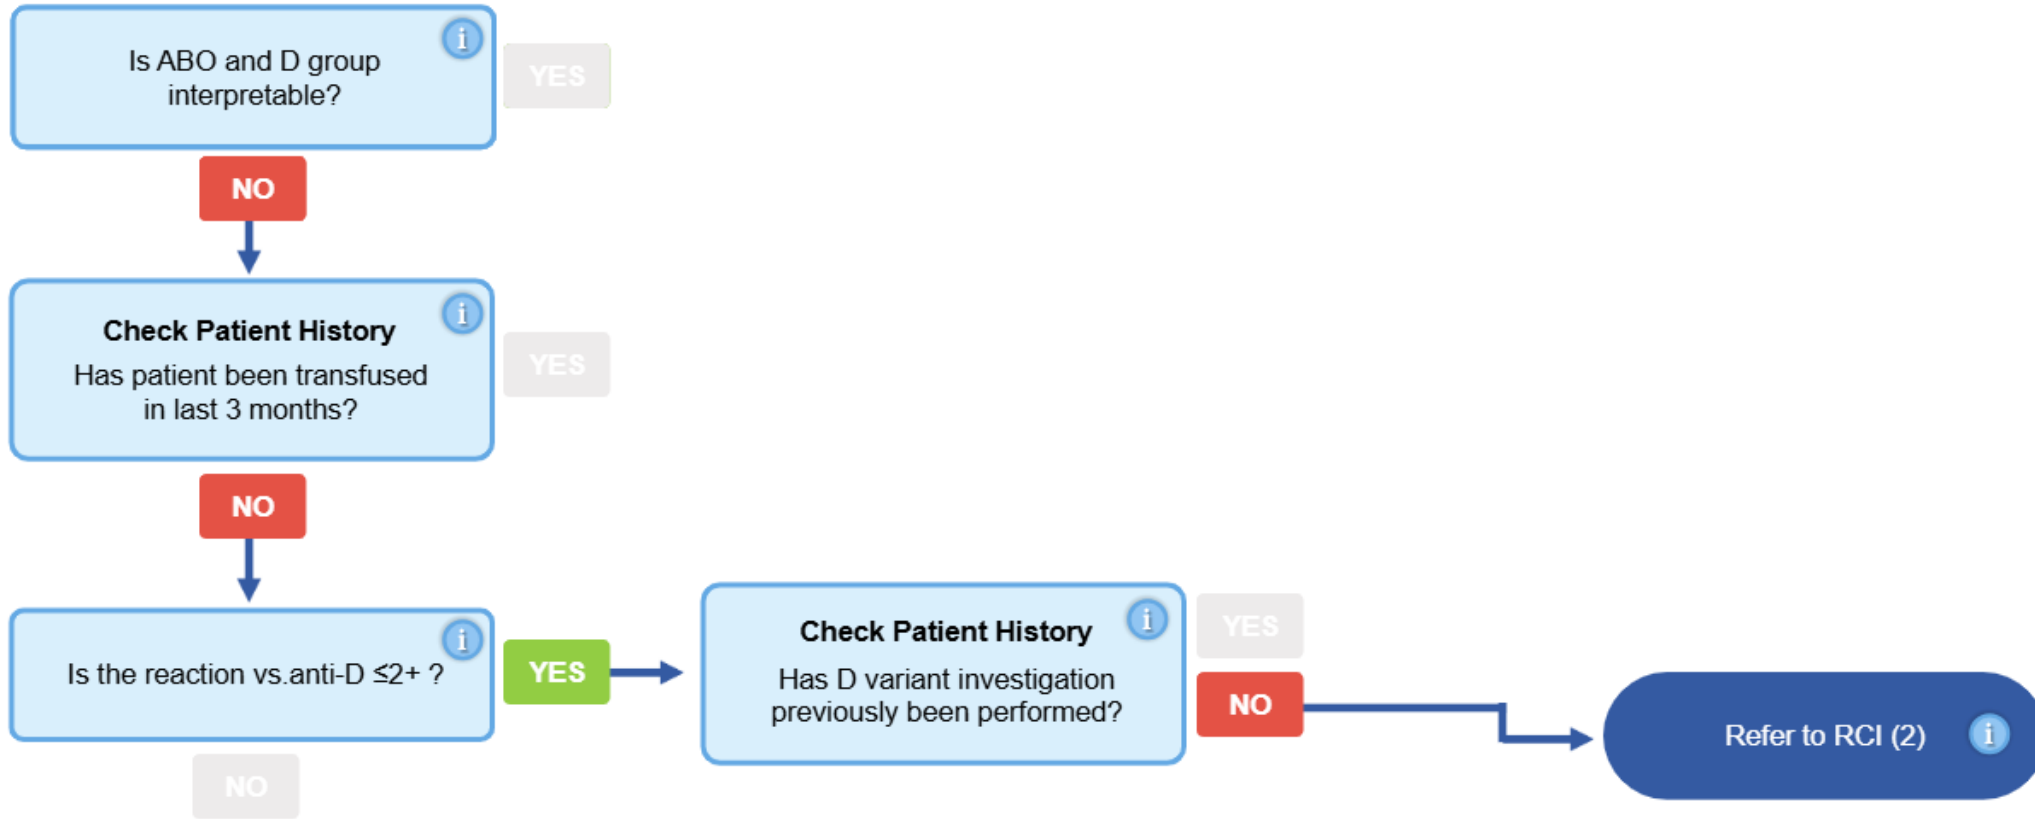 Is ABO and D group
interpretable?
i
YES
NO
Check Patient History
Has patient been transfused
in last 3 months?
i
YES
NO
Is the reaction vs.anti-D ≤2+ ?
i
YES
NO
Check Patient History
Has D variant investigation
previously been performed?
i
YES
NO
Refer to RCI (2)
i